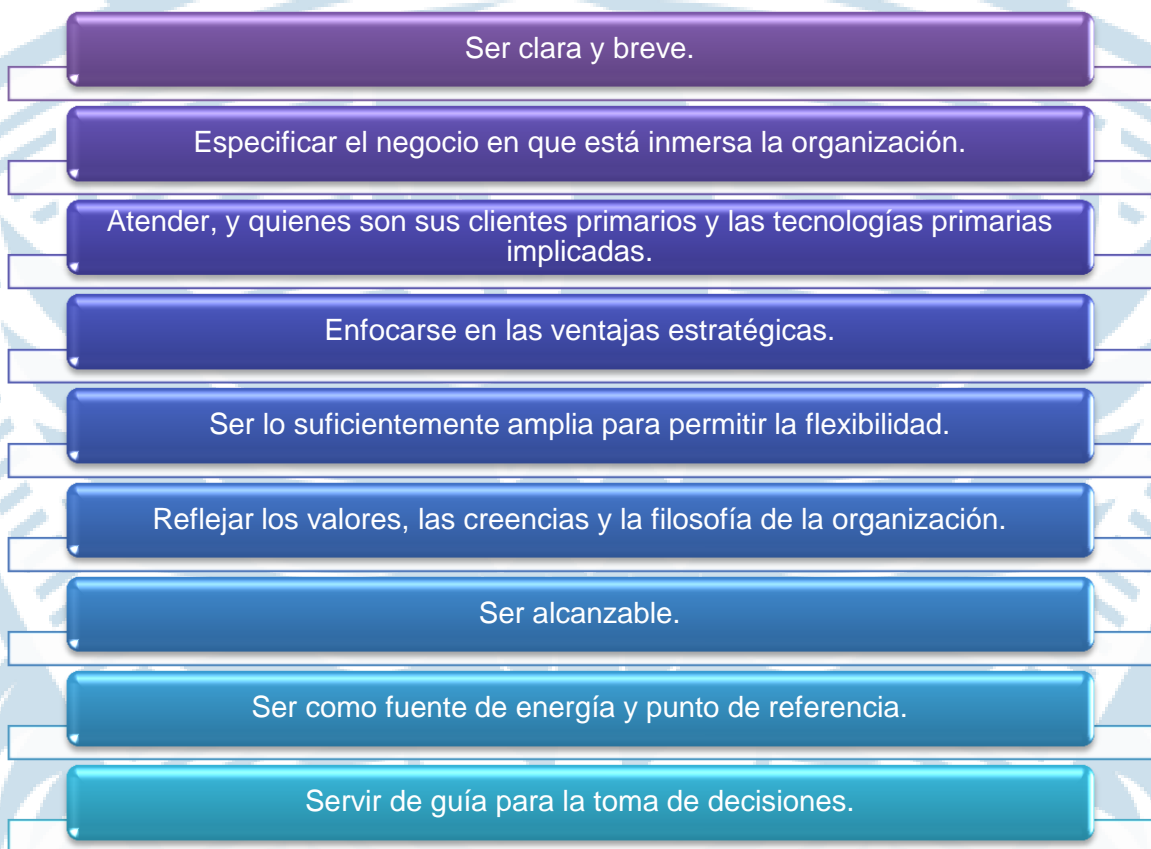 Ser clara y breve.
Especificar el negocio en que está inmersa la organización.
Atender, y quienes son sus clientes primarios y las tecnologías primarias
implicadas.
Enfocarse en las ventajas estratégicas.
Ser lo suficientemente amplia para permitir la flexibilidad.
Reflejar los valores, las creencias y la filosofía de la organización.
Ser alcanzable.
Ser como fuente de energía y punto de referencia.
Servir de guía para la toma de decisiones.